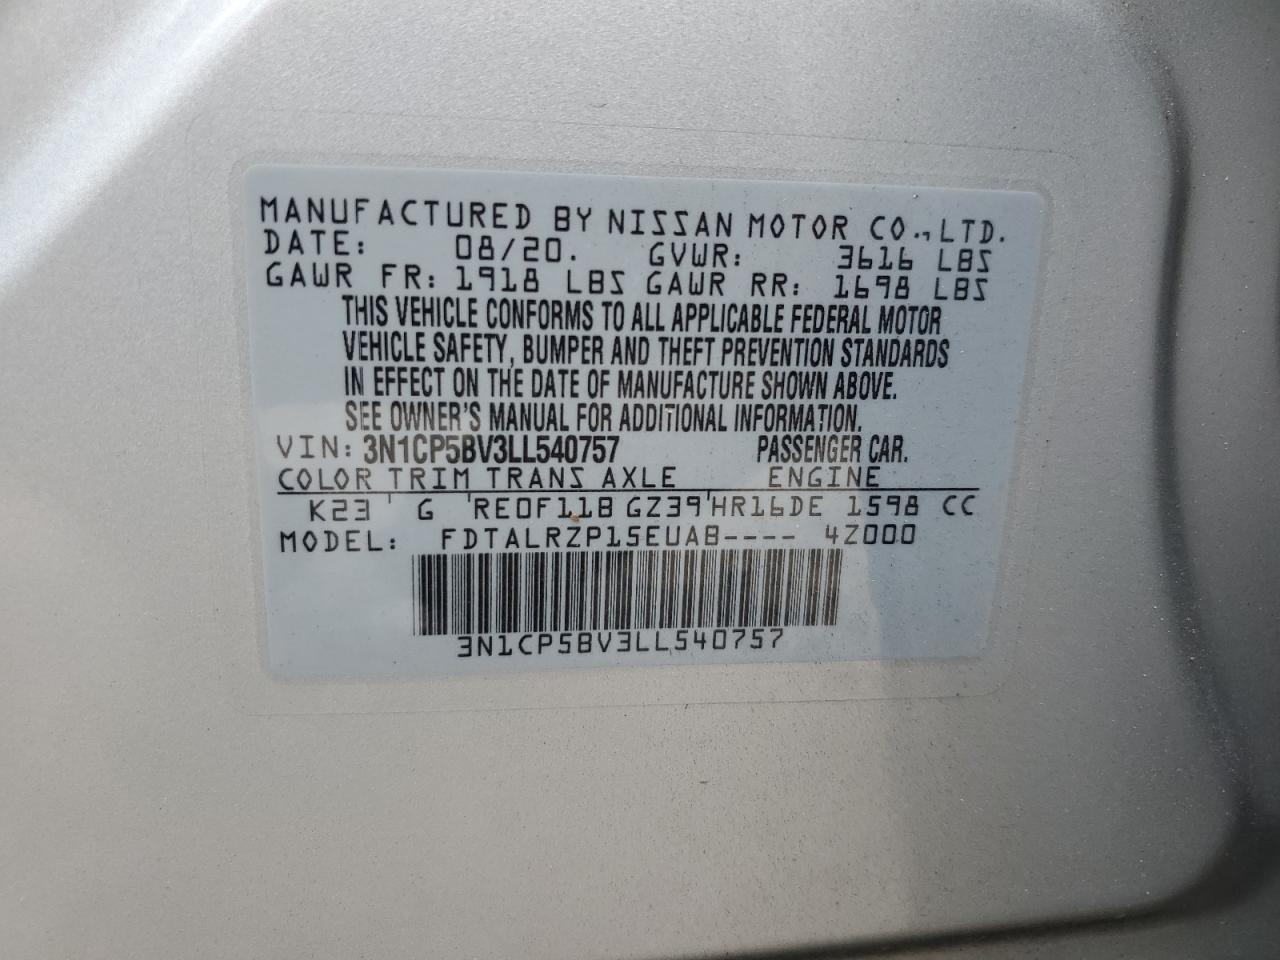 MANUFACTURED BY NISSAN MOTOR CO., LTD.
DATE: 08/20. GVWR: 3616 LBS
GAWR FR: 1918 LBS GAWR RR: 1698 LBS
THIS VEHICLE CONFORMS TO ALL APPLICABLE FEDERAL MOTOR
VEHICLE SAFETY, BUMPER AND THEFT PREVENTION STANDARDS
IN EFFECT ON THE DATE OF MANUFACTURE SHOWN ABOVE.
SEE OWNER'S MANUAL FOR ADDITIONAL INFORMATION.
VIN: 3N1CP5BV3LL540757 PASSENGER CAR.
COLOR TRIM TRANS AXLE ENGINE
K23 G RE0F11B GZ39 HR16DE 1598 CC
MODEL: FDTALRZP15EUAB---- 4Z000
3N1CP5BV3LL540757